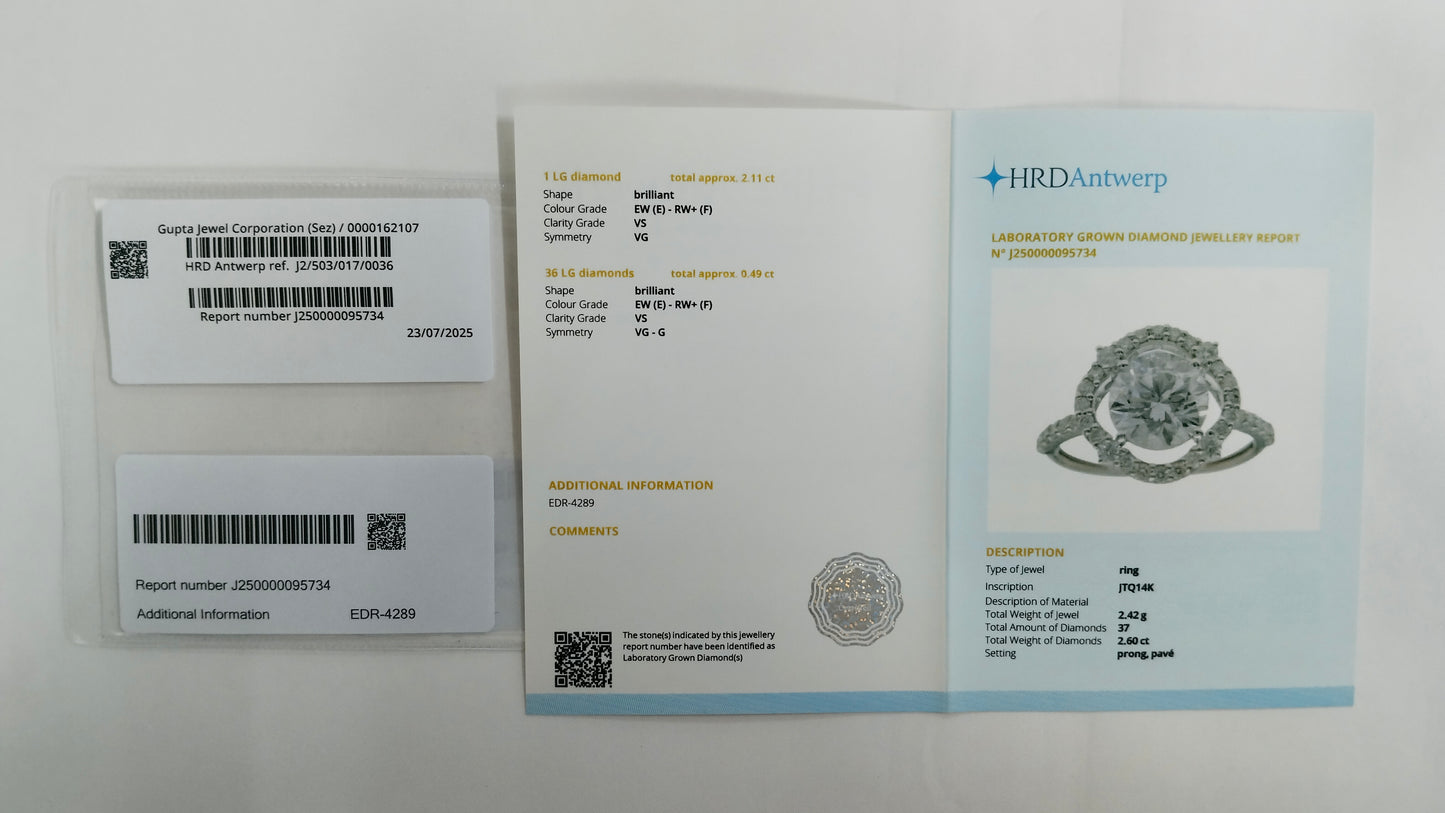 Gupta Jewel Corporation (Sez) / 0000162107
HRD Antwerp ref. J2/503/017/0036
Report number J250000095734
23/07/2025
Report number J250000095734
Additional Information EDR-4289
1 LG diamond total approx. 2.11 ct
Shape brilliant
Colour Grade EW (E) - RW+ (F)
Clarity Grade VS
Symmetry VG
36 LG diamonds total approx. 0.49 ct
Shape brilliant
Colour Grade EW (E) - RW+ (F)
Clarity Grade VS
Symmetry VG - G
ADDITIONAL INFORMATION
EDR-4289
COMMENTS
The stone(s) indicated by this jewellery
report number have been identified as
Laboratory Grown Diamond(s)
HRDAntwerp
LABORATORY GROWN DIAMOND JEWELLERY REPORT
N° J250000095734
DESCRIPTION
Type of Jewel ring
Inscription JTQ14K
Description of Material
Total Weight of Jewel 2.42 g
Total Amount of Diamonds 37
Total Weight of Diamonds 2.60 ct
Setting prong, pavé